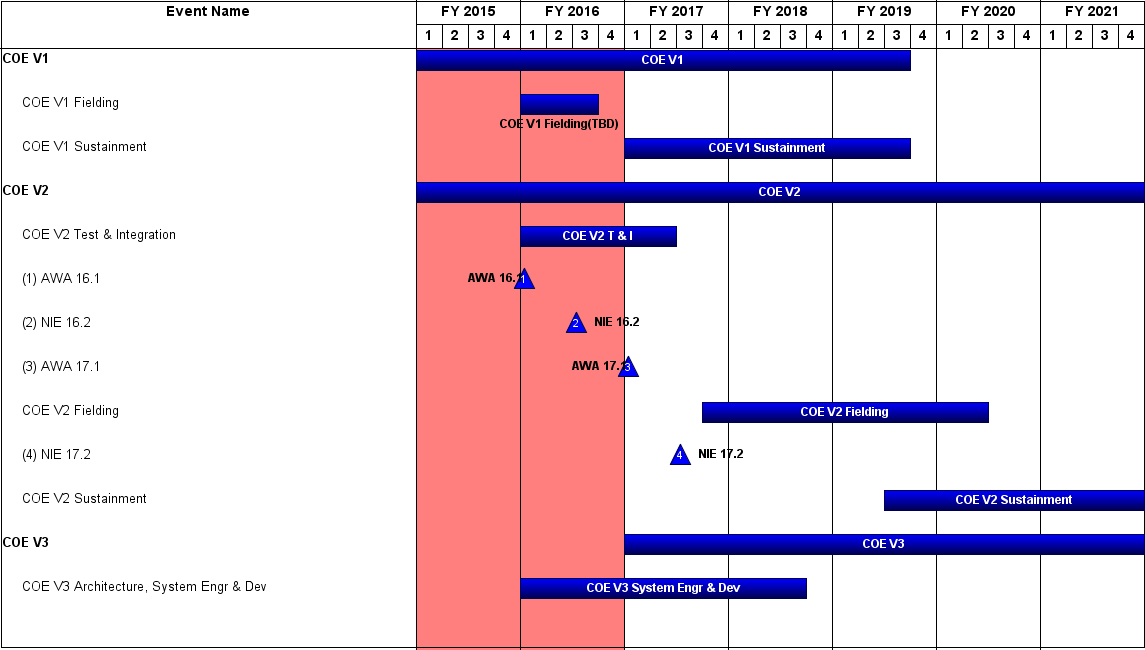 Event Name FY 2015 FY 2016 FY 2017 FY 2018 FY 2019 FY 2020 FY 2021
1 2 3 4 1 2 3 4 1 2 3 4 1 2 3 4 1 2 3 4 1 2 3 4 1 2 3 4
COE V1 COE V1
COE V1 Fielding
COE V1 Fielding(TBD)
COE V1 Sustainment COE V1 Sustainment
COE V2 COE V2
COE V2 Test & Integration COE V2 T & I
(1) AWA 16.1 AWA 16.1 1
(2) NIE 16.2 2 NIE 16.2
(3) AWA 17.1 AWA 17.1 3
COE V2 Fielding COE V2 Fielding
(4) NIE 17.2 4 NIE 17.2
COE V2 Sustainment COE V2 Sustainment
COE V3 COE V3
COE V3 Architecture, System Engr & Dev COE V3 System Engr & Dev